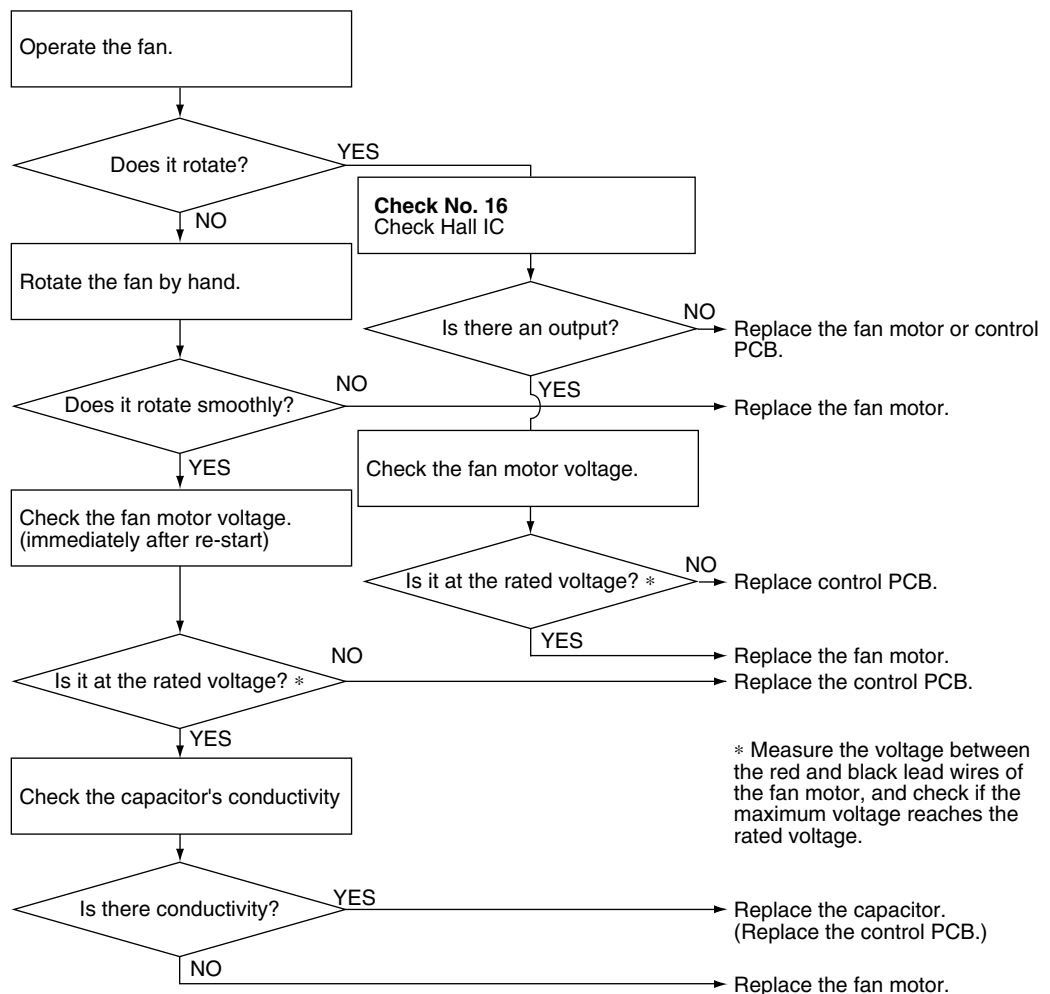 Operate the fan.
Does it rotate?
YES
NO
Check No. 16
Check Hall IC
Rotate the fan by hand.
Is there an output?
NO
Replace the fan motor or control
PCB.
YES
Does it rotate smoothly?
NO
Replace the fan motor.
YES
Check the fan motor voltage.
Check the fan motor voltage.
(immediately after re-start)
Is it at the rated voltage? *
NO
Replace control PCB.
YES
Replace the fan motor.
Is it at the rated voltage? *
NO
Replace the control PCB.
YES
* Measure the voltage between
the red and black lead wires of
the fan motor, and check if the
maximum voltage reaches the
rated voltage.
Check the capacitor's conductivity
Is there conductivity?
YES
Replace the capacitor.
(Replace the control PCB.)
NO
Replace the fan motor.